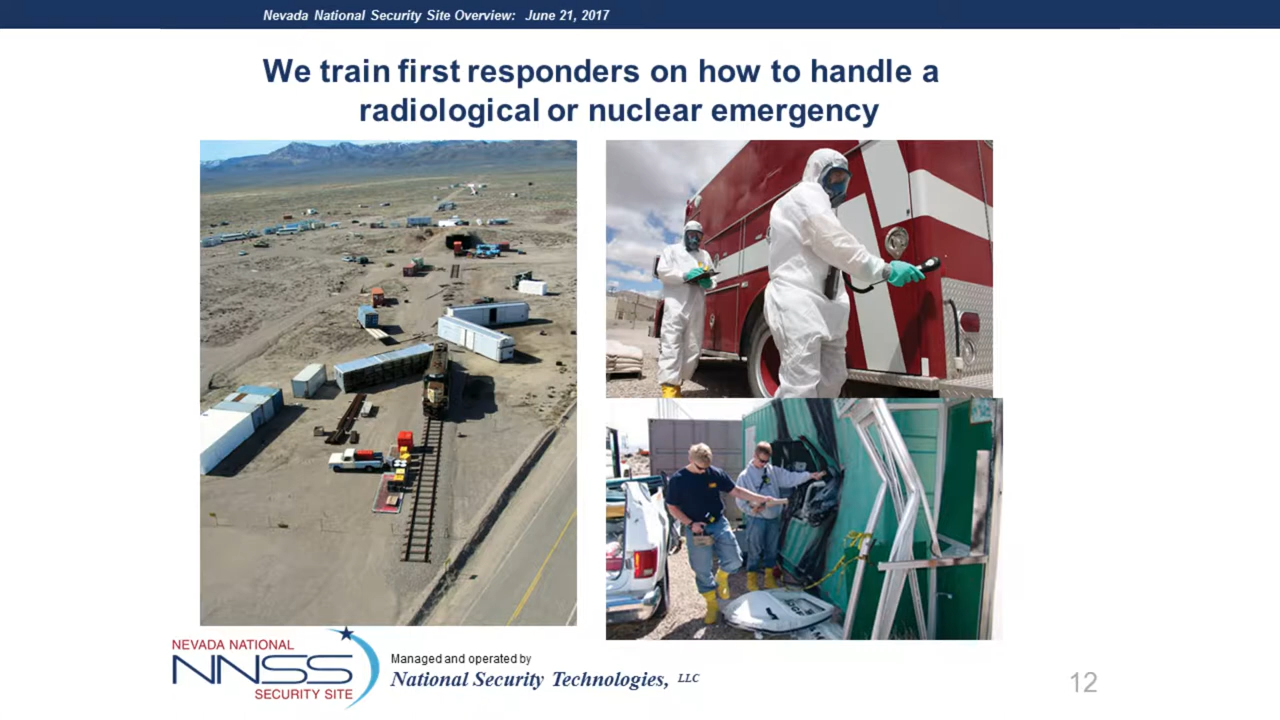 Nevada National Security Site Overview: June 21, 2017
We train first responders on how to handle a
radiological or nuclear emergency
NEVADA NATIONAL
NNSS
SECURITY SITE
Managed and operated by
National Security Technologies, LLC
12